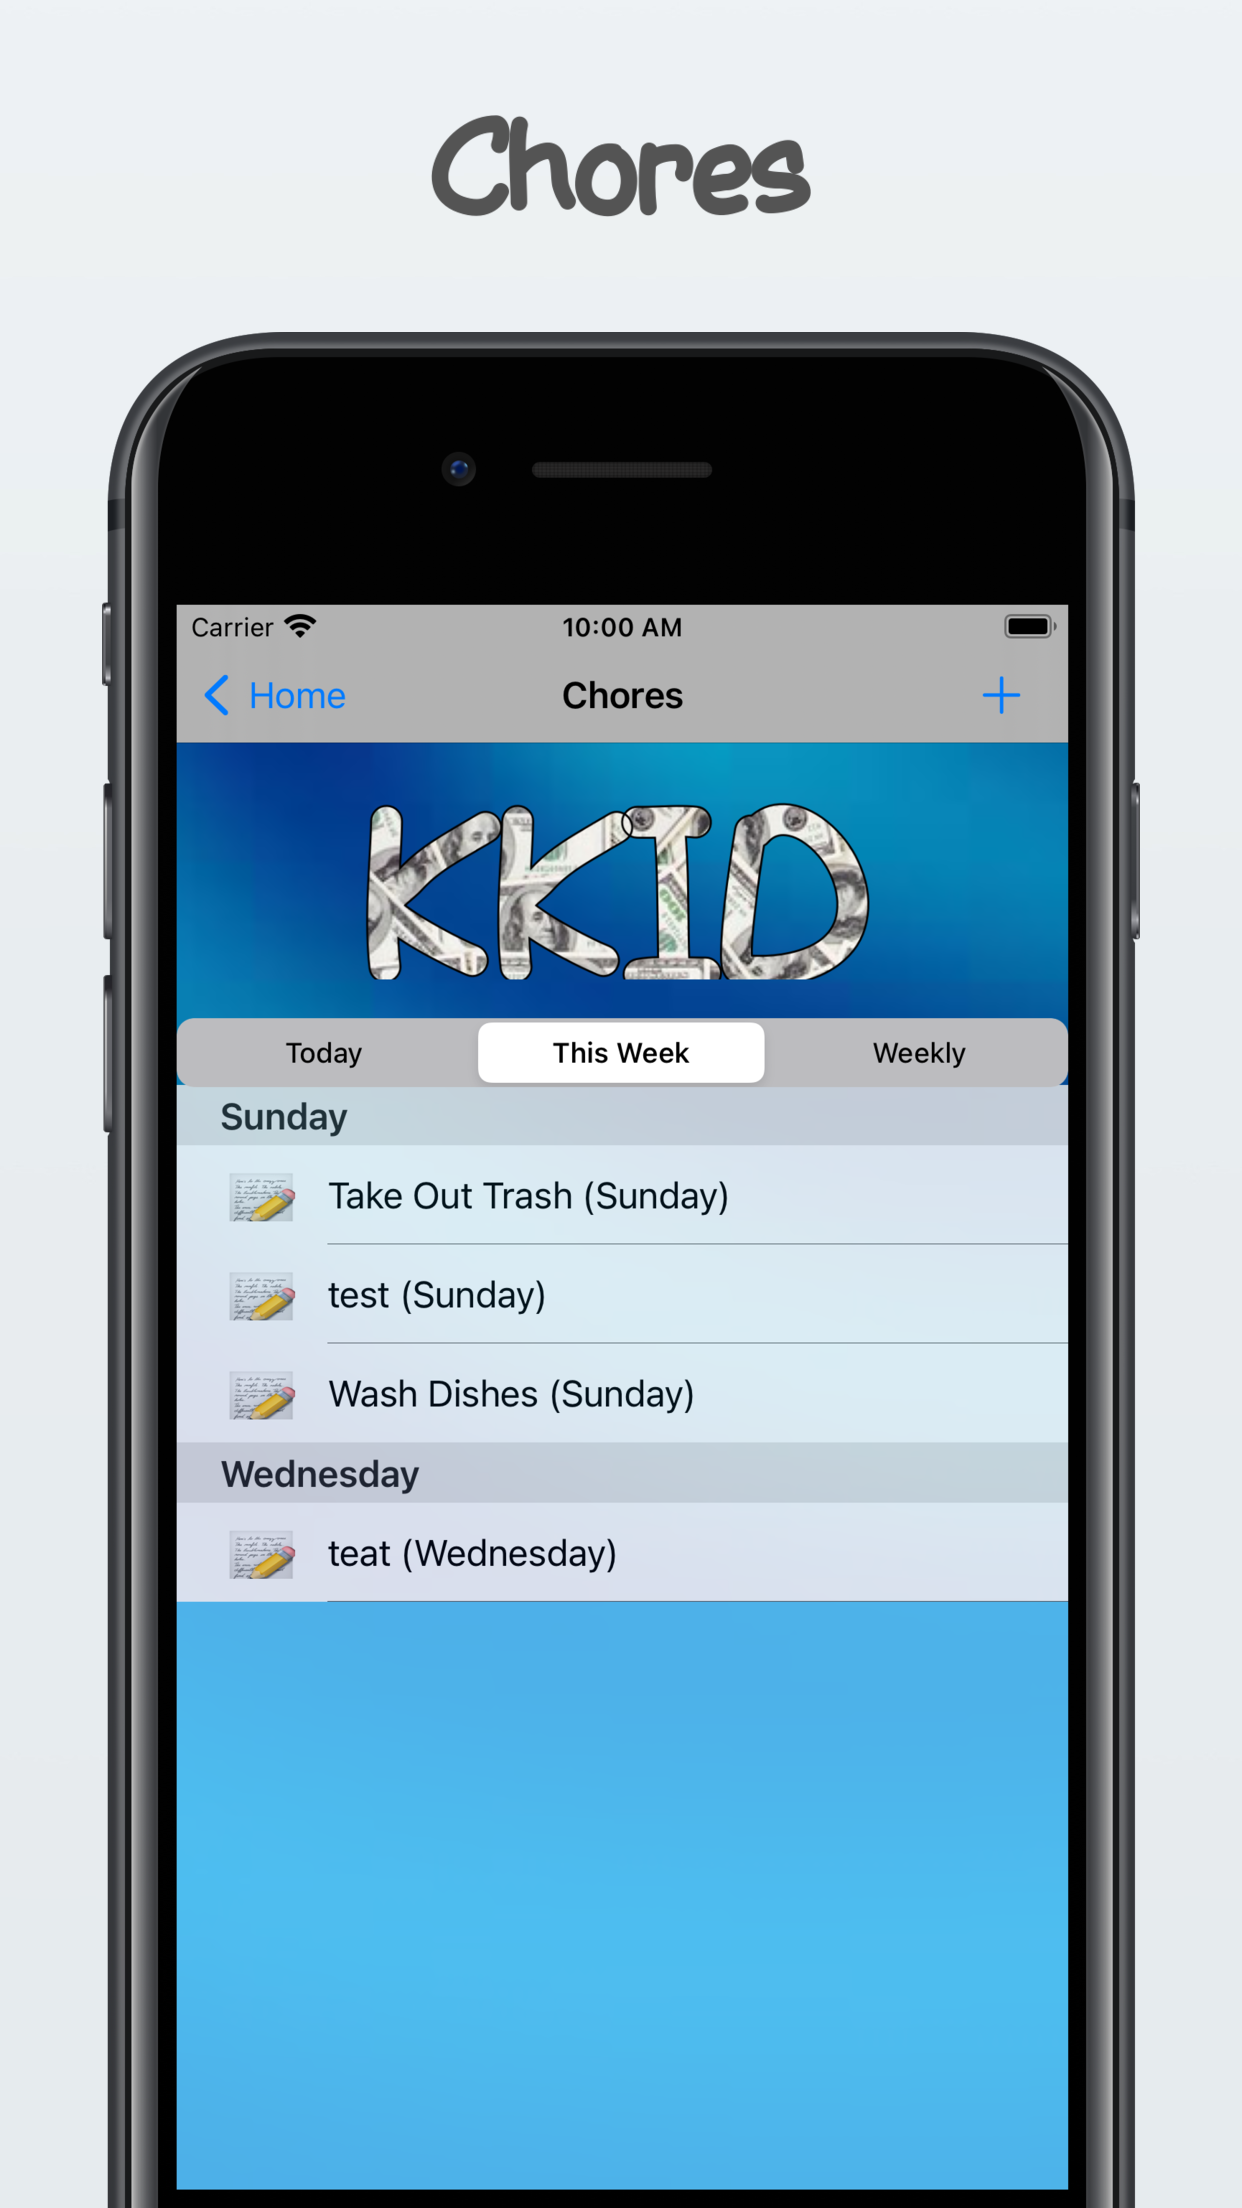 Chores
Carrier 10:00 AM
Home Chores
KKID
Today This Week Weekly
Sunday
Take Out Trash (Sunday)
test (Sunday)
Wash Dishes (Sunday)
Wednesday
teat (Wednesday)